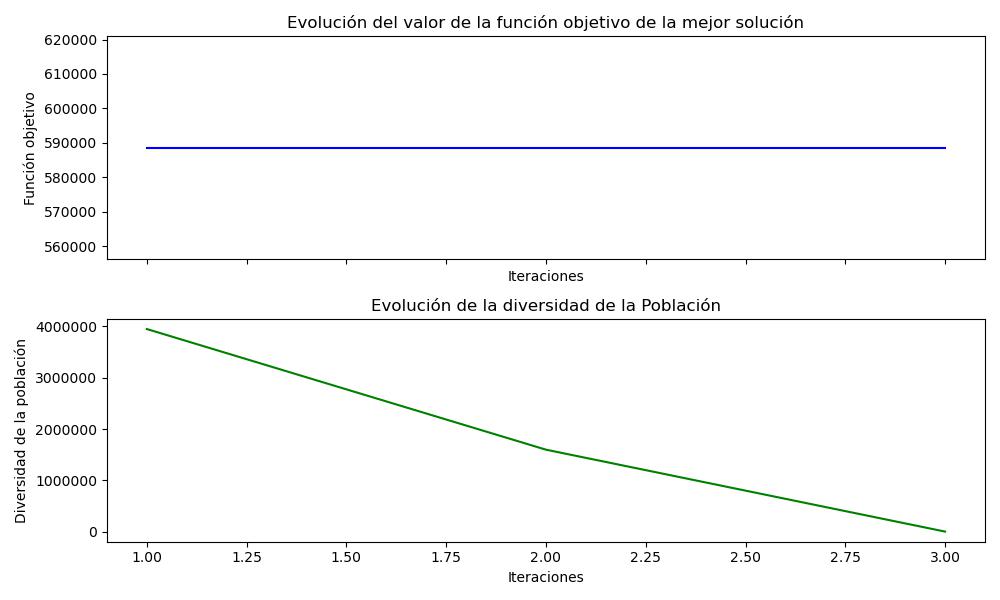 Evolución del valor de la función objetivo de la mejor solución
620000
610000
600000
590000
580000
570000
560000
Función objetivo
Iteraciones
Evolución de la diversidad de la Población
4000000
3000000
2000000
1000000
0
Diversidad de la población
1.00 1.25 1.50 1.75 2.00 2.25 2.50 2.75 3.00
Iteraciones